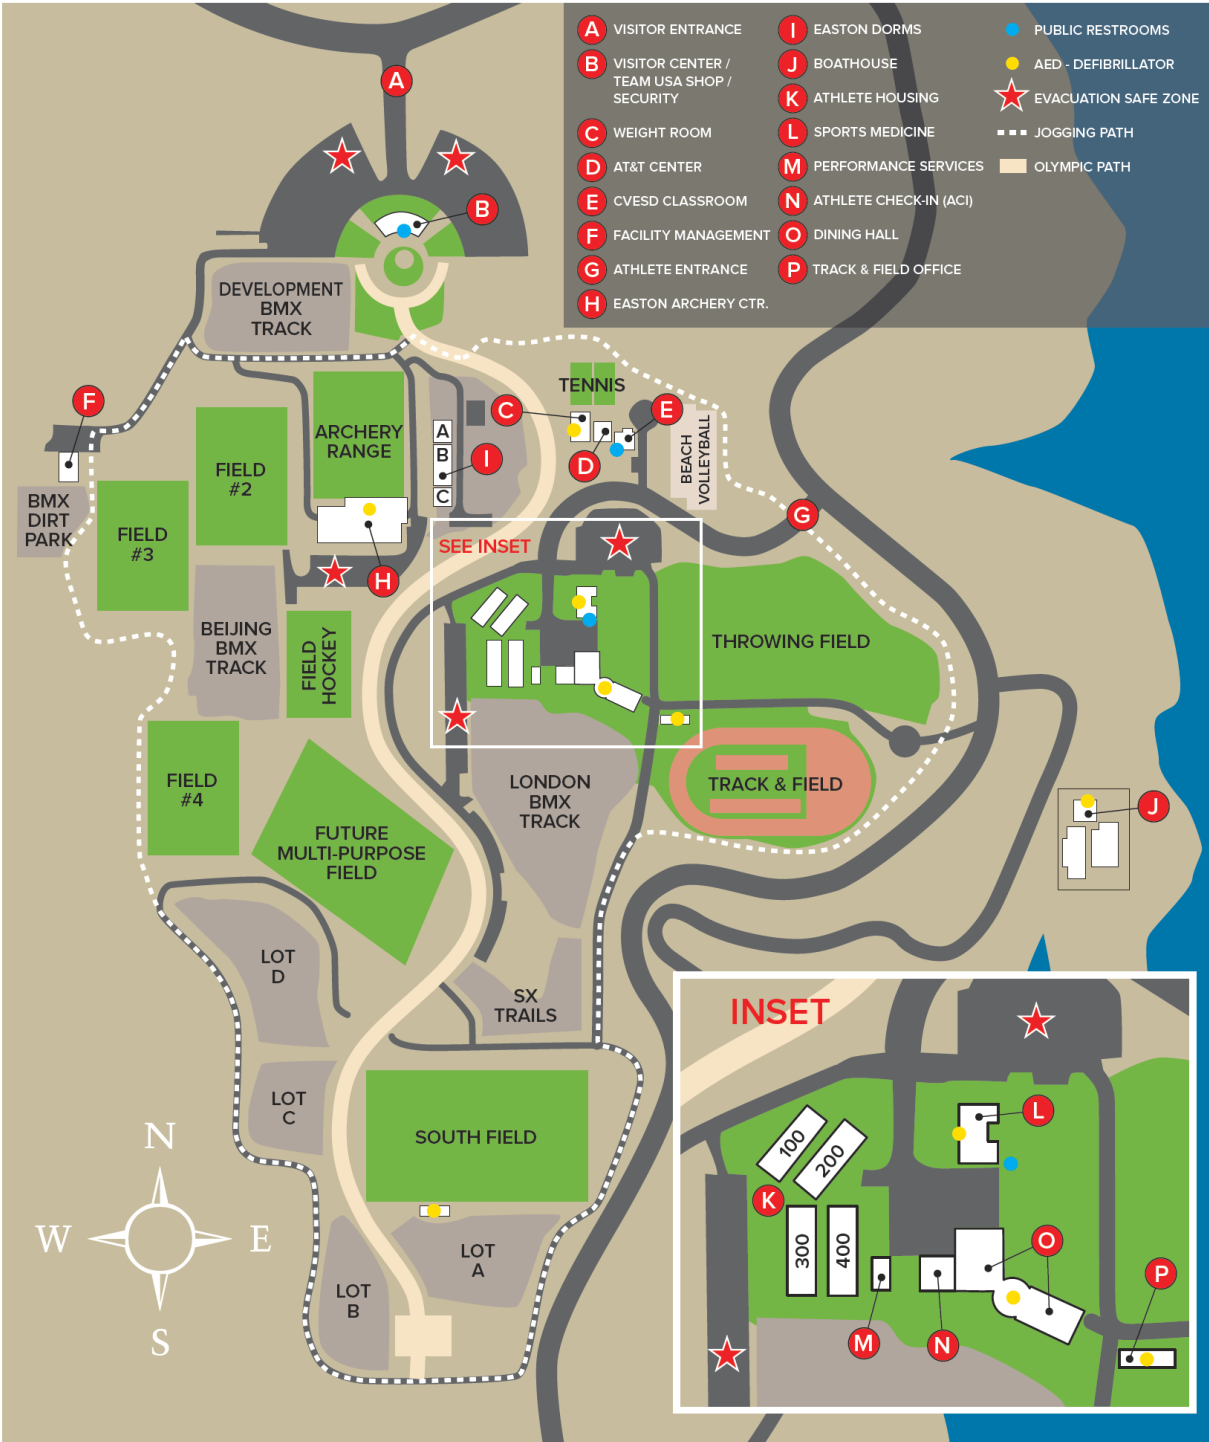 A VISITOR ENTRANCE
B VISITOR CENTER /
TEAM USA SHOP /
SECURITY
C WEIGHT ROOM
D AT&T CENTER
E CVESD CLASSROOM
F FACILITY MANAGEMENT
G ATHLETE ENTRANCE
H EASTON ARCHERY CTR.
I EASTON DORMS
J BOATHOUSE
K ATHLETE HOUSING
L SPORTS MEDICINE
M PERFORMANCE SERVICES
N ATHLETE CHECK-IN (ACI)
O DINING HALL
P TRACK & FIELD OFFICE
PUBLIC RESTROOMS
AED - DEFIBRILLATOR
EVACUATION SAFE ZONE
JOGGING PATH
OLYMPIC PATH
A
B
DEVELOPMENT
BMX
TRACK
F
TENNIS
C
E
D
BEACH
VOLLEYBALL
ARCHERY
RANGE
A
B
C
I
FIELD
#2
BMX
DIRT
PARK
FIELD
#3
G
SEE INSET
H
BEIJING
BMX
TRACK
FIELD
HOCKEY
THROWING FIELD
FIELD
#4
LONDON
BMX
TRACK
TRACK & FIELD
J
FUTURE
MULTI-PURPOSE
FIELD
LOT
D
SX
TRAILS
LOT
C
SOUTH FIELD
LOT
A
LOT
B
N
W
E
S
INSET
L
100
200
K
300
400
O
P
M
N